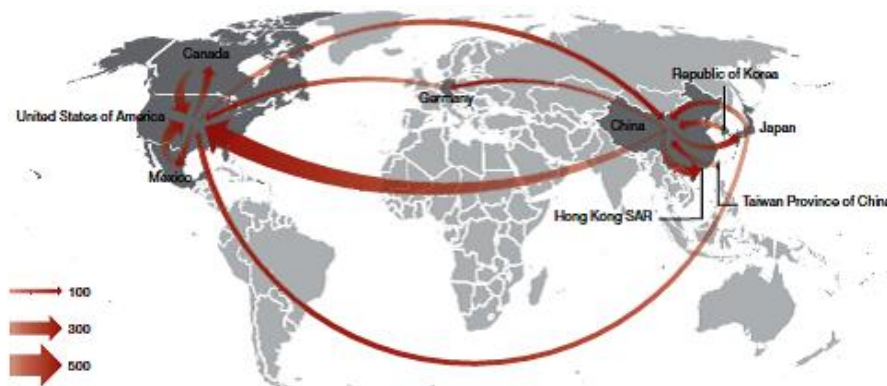 Canada
Republic of Korea
Germany
United States of America
China
Japan
Mexico
Taiwan Province of China
Hong Kong SAR
100
300
500